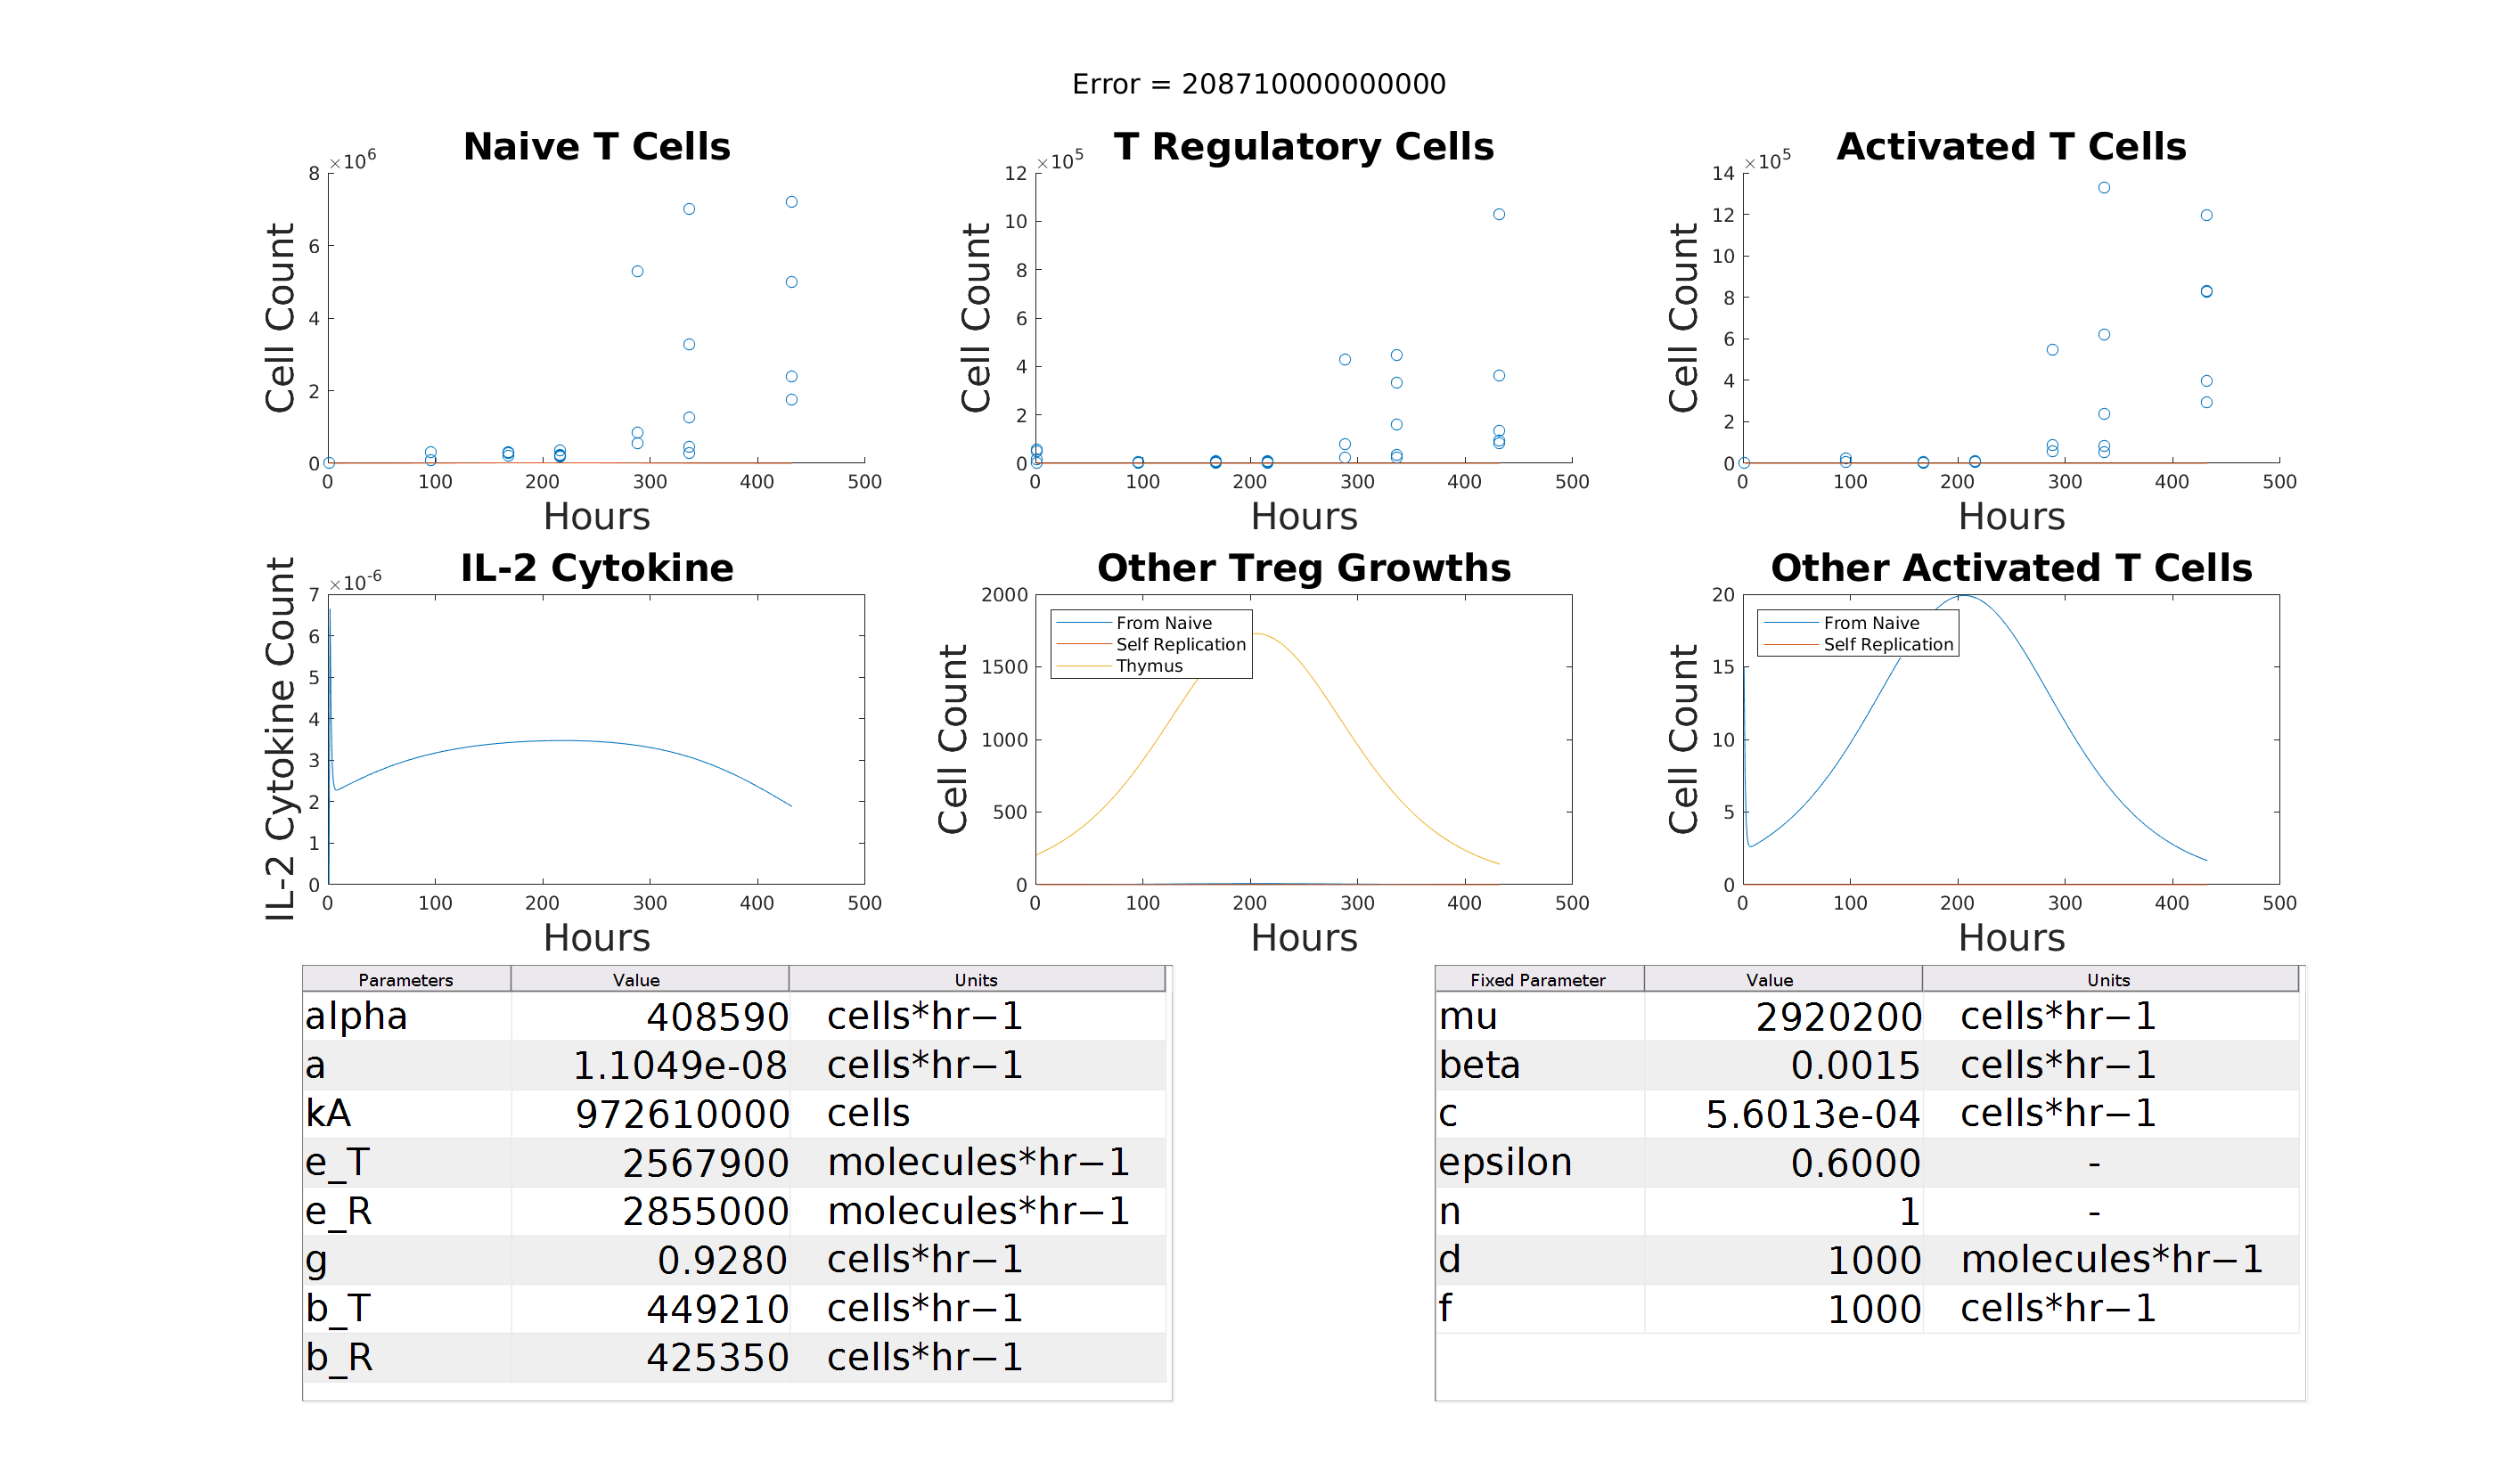 Error = 208710000000000
Naive T Cells
×10^6
8
6
4
2
0
0 100 200 300 400 500
Cell Count
Hours
T Regulatory Cells
×10^5
12
10
8
6
4
2
0
0 100 200 300 400 500
Cell Count
Hours
Activated T Cells
×10^5
14
12
10
8
6
4
2
0
0 100 200 300 400 500
Cell Count
Hours
IL-2 Cytokine
×10^-6
7
6
5
4
3
2
1
0
0 100 200 300 400 500
IL-2 Cytokine Count
Hours
Other Treg Growths
2000
1500
1000
500
0
0 100 200 300 400 500
Cell Count
Hours
From Naive
Self Replication
Thymus
Other Activated T Cells
20
15
10
5
0
0 100 200 300 400 500
Cell Count
Hours
From Naive
Self Replication
Parameters Value Units
alpha 408590 cells*hr−1
a 1.1049e-08 cells*hr−1
kA 972610000 cells
e_T 2567900 molecules*hr−1
e_R 2855000 molecules*hr−1
g 0.9280 cells*hr−1
b_T 449210 cells*hr−1
b_R 425350 cells*hr−1
Fixed Parameter Value Units
mu 2920200 cells*hr−1
beta 0.0015 cells*hr−1
c 5.6013e-04 cells*hr−1
epsilon 0.6000 -
n 1 -
d 1000 molecules*hr−1
f 1000 cells*hr−1